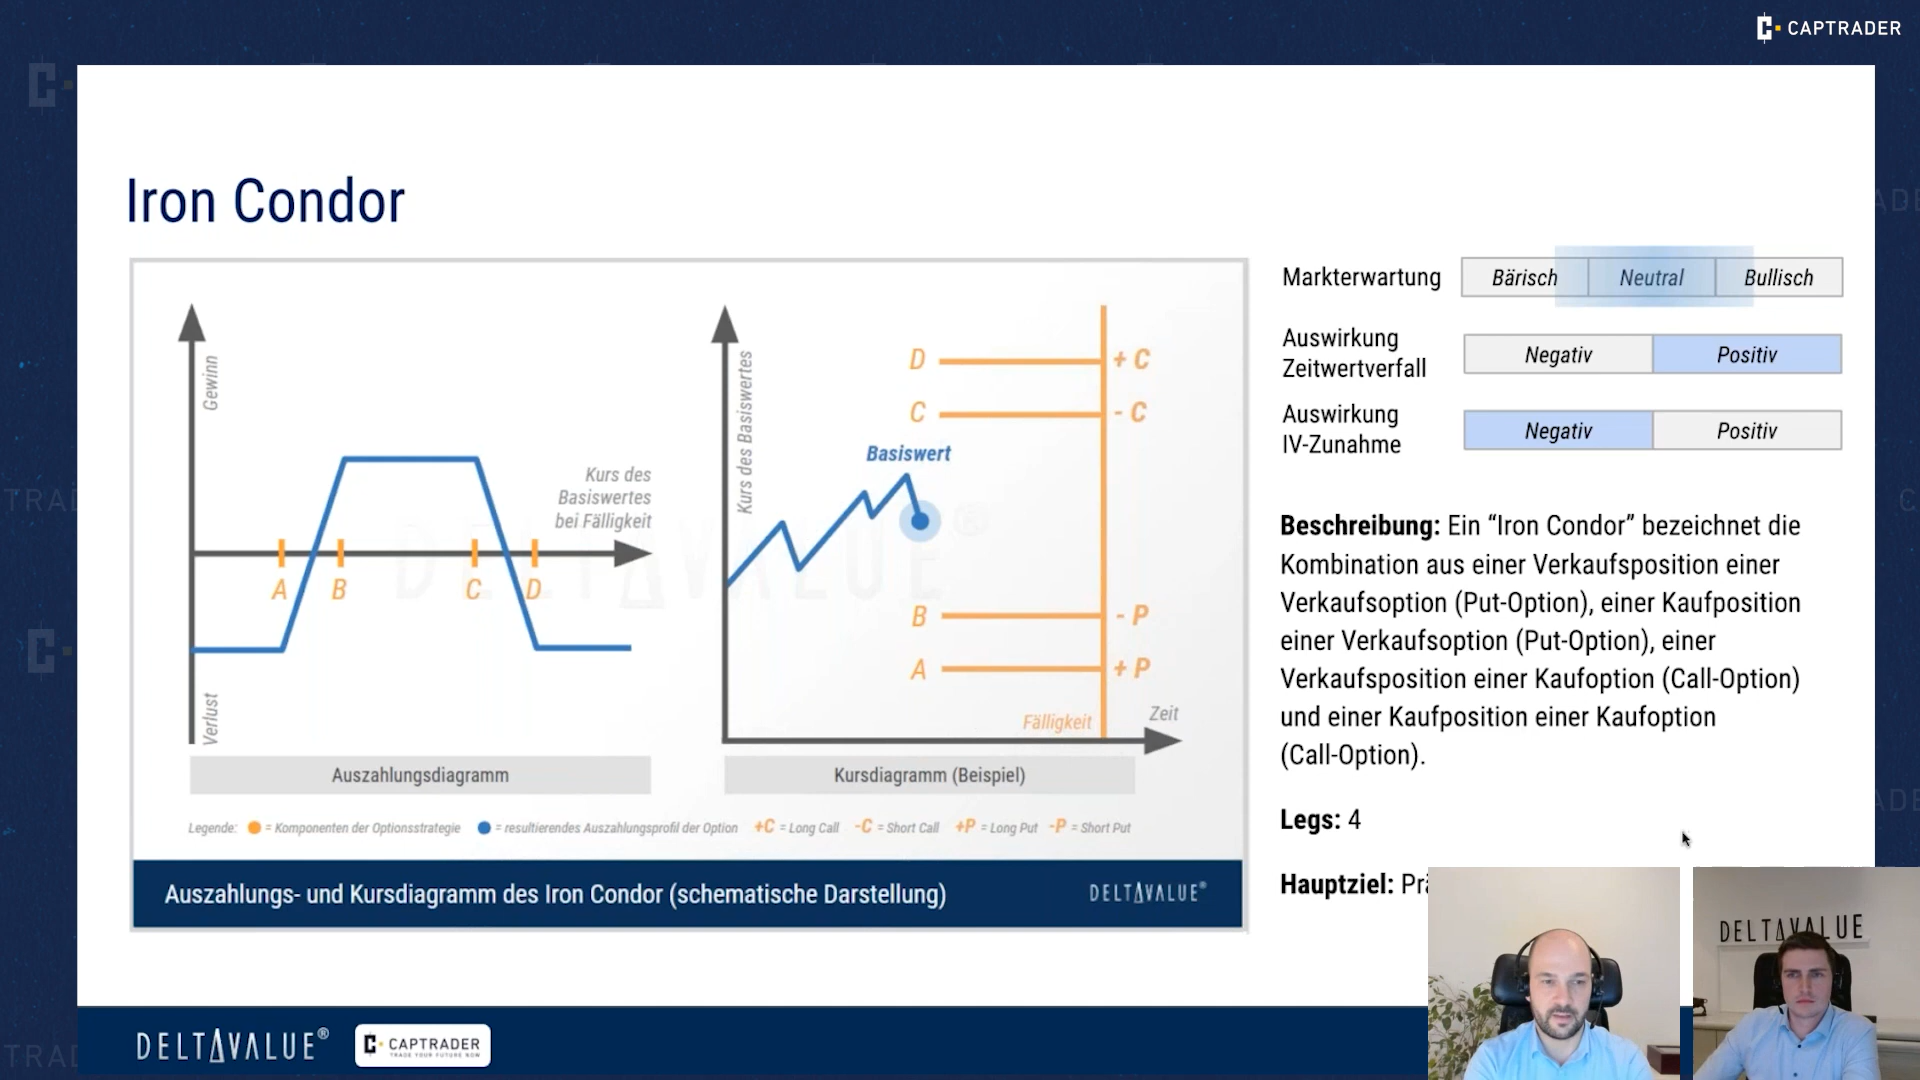 CAPTRADER
Iron Condor
Gewinn
Verlust
Kurs des
Basiswertes
bei Fälligkeit
A B C D
Auszahlungsdiagramm
Kurs des Basiswertes
D + C
C - C
Basiswert
B - P
A + P
Fälligkeit
Zeit
Kursdiagramm (Beispiel)
Legende: = Komponenten der Optionsstrategie = resultierendes Auszahlungsprofil der Option +C = Long Call -C = Short Call +P = Long Put -P = Short Put
Auszahlungs- und Kursdiagramm des Iron Condor (schematische Darstellung)
DELTAVALUE®
Markterwartung Bärisch Neutral Bullisch
Auswirkung
Zeitwertverfall Negativ Positiv
Auswirkung
IV-Zunahme Negativ Positiv
Beschreibung: Ein “Iron Condor” bezeichnet die
Kombination aus einer Verkaufsposition einer
Verkaufsoption (Put-Option), einer Kaufposition
einer Verkaufsoption (Put-Option), einer
Verkaufsposition einer Kaufoption (Call-Option)
und einer Kaufposition einer Kaufoption
(Call-Option).
Legs: 4
Hauptziel:
DELTAVALUE
DELTAVALUE®
CAPTRADER
TRADE YOUR FUTURE NOW